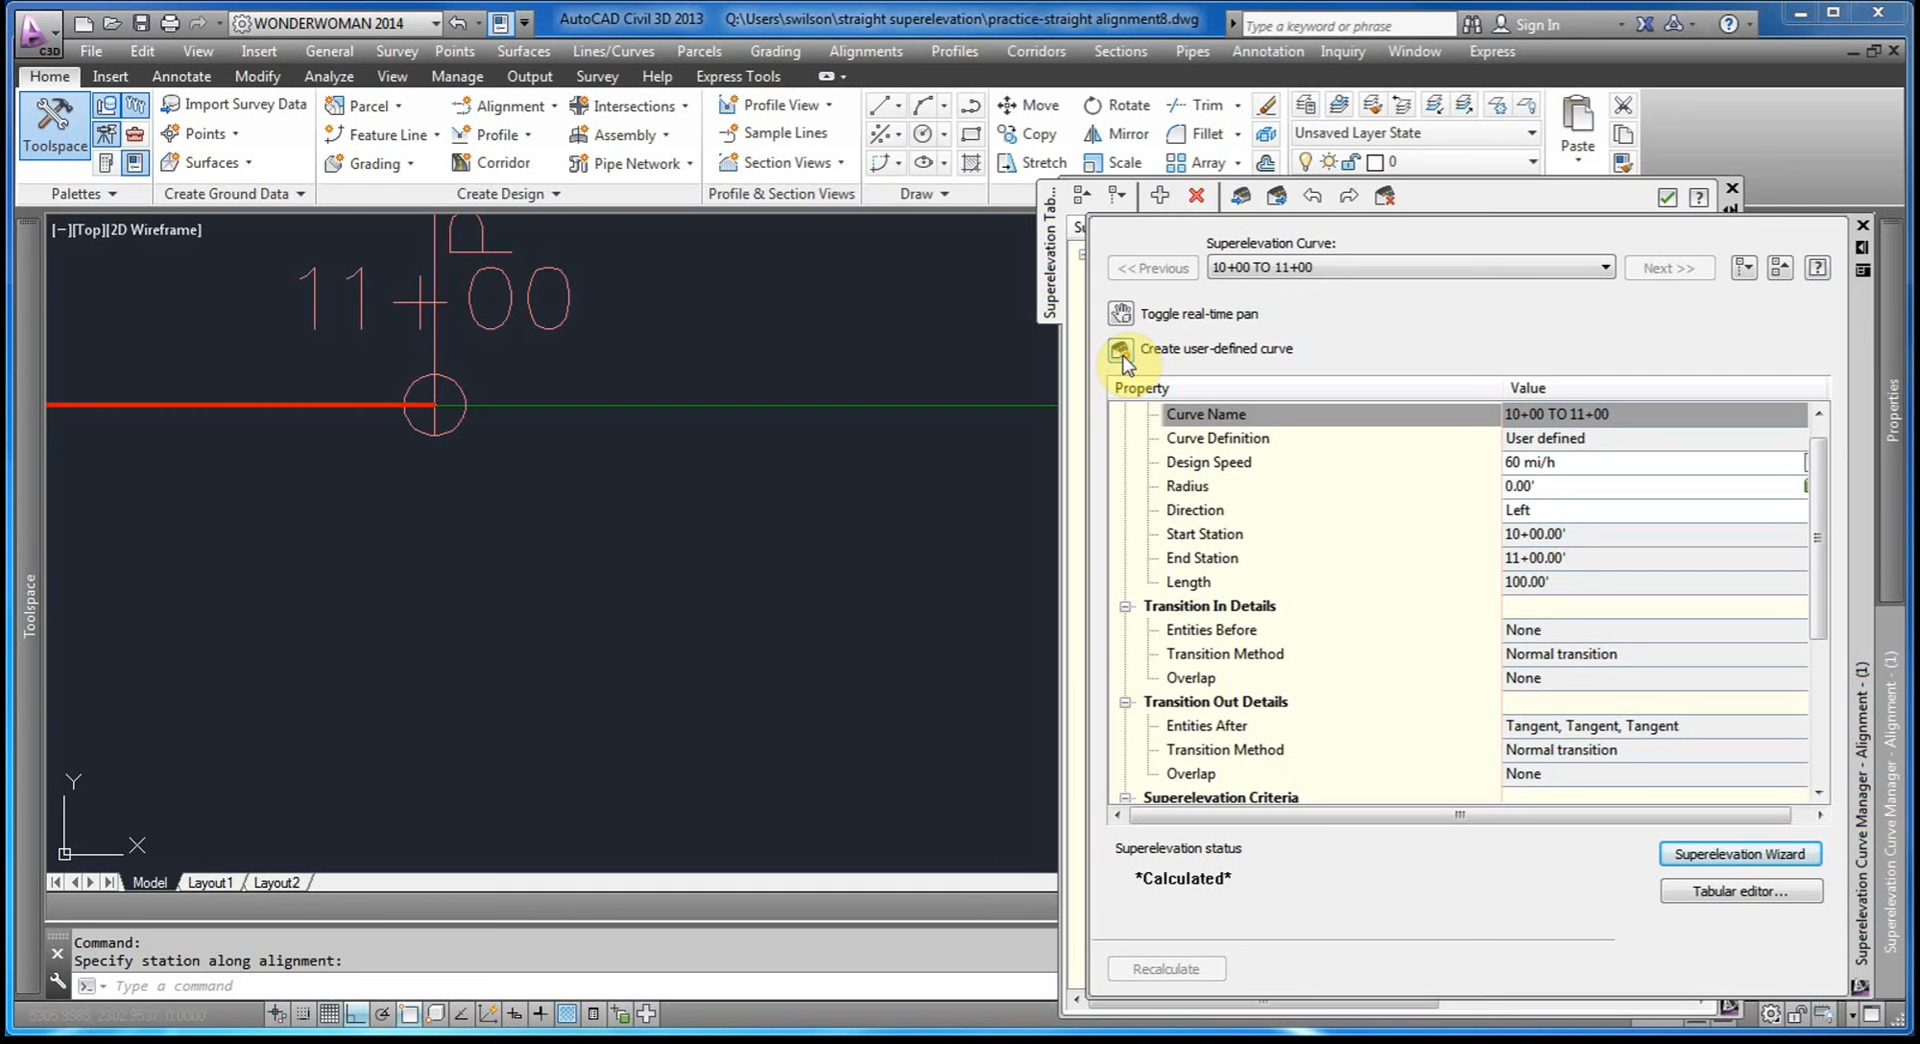 WONDERWOMAN 2014
AutoCAD Civil 3D 2013 Q:\Users\swilson\straight superelevation\practice-straight alignment8.dwg
Type a keyword or phrase
Sign In
C3D
File Edit View Insert General Survey Points Surfaces Lines/Curves Parcels Grading Alignments Profiles Corridors Sections Pipes Annotation Inquiry Window Express
Home Insert Annotate Modify Analyze View Manage Output Survey Help Express Tools
Import Survey Data Parcel Alignment Intersections Profile View Move Rotate Trim
Toolspace Points Feature Line Profile Assembly Sample Lines Copy Mirror Fillet Unsaved Layer State Paste
Surfaces Grading Corridor Pipe Network Section Views Stretch Scale Array 0
Palettes Create Ground Data Create Design Profile & Section Views Draw
[−][Top][2D Wireframe]
11+00
Y
X
Toolspace
Superelevation Tab...
Superelevation Curve:
<< Previous
10+00 TO 11+00
Next >>
Toggle real-time pan
Create user-defined curve
Property Value
Curve Name 10+00 TO 11+00
Curve Definition User defined
Design Speed 60 mi/h
Radius 0.00'
Direction Left
Start Station 10+00.00'
End Station 11+00.00'
Length 100.00'
Transition In Details
Entities Before None
Transition Method Normal transition
Overlap None
Transition Out Details
Entities After Tangent, Tangent, Tangent
Transition Method Normal transition
Overlap None
Superelevation Criteria
Superelevation status
*Calculated*
Superelevation Wizard
Tabular editor...
Recalculate
Properties
Superelevation Curve Manager - Alignment - (1)
Superelevation Curve Manager - Alignment - (1)
Model Layout1 Layout2
Command:
Specify station along alignment:
Type a command